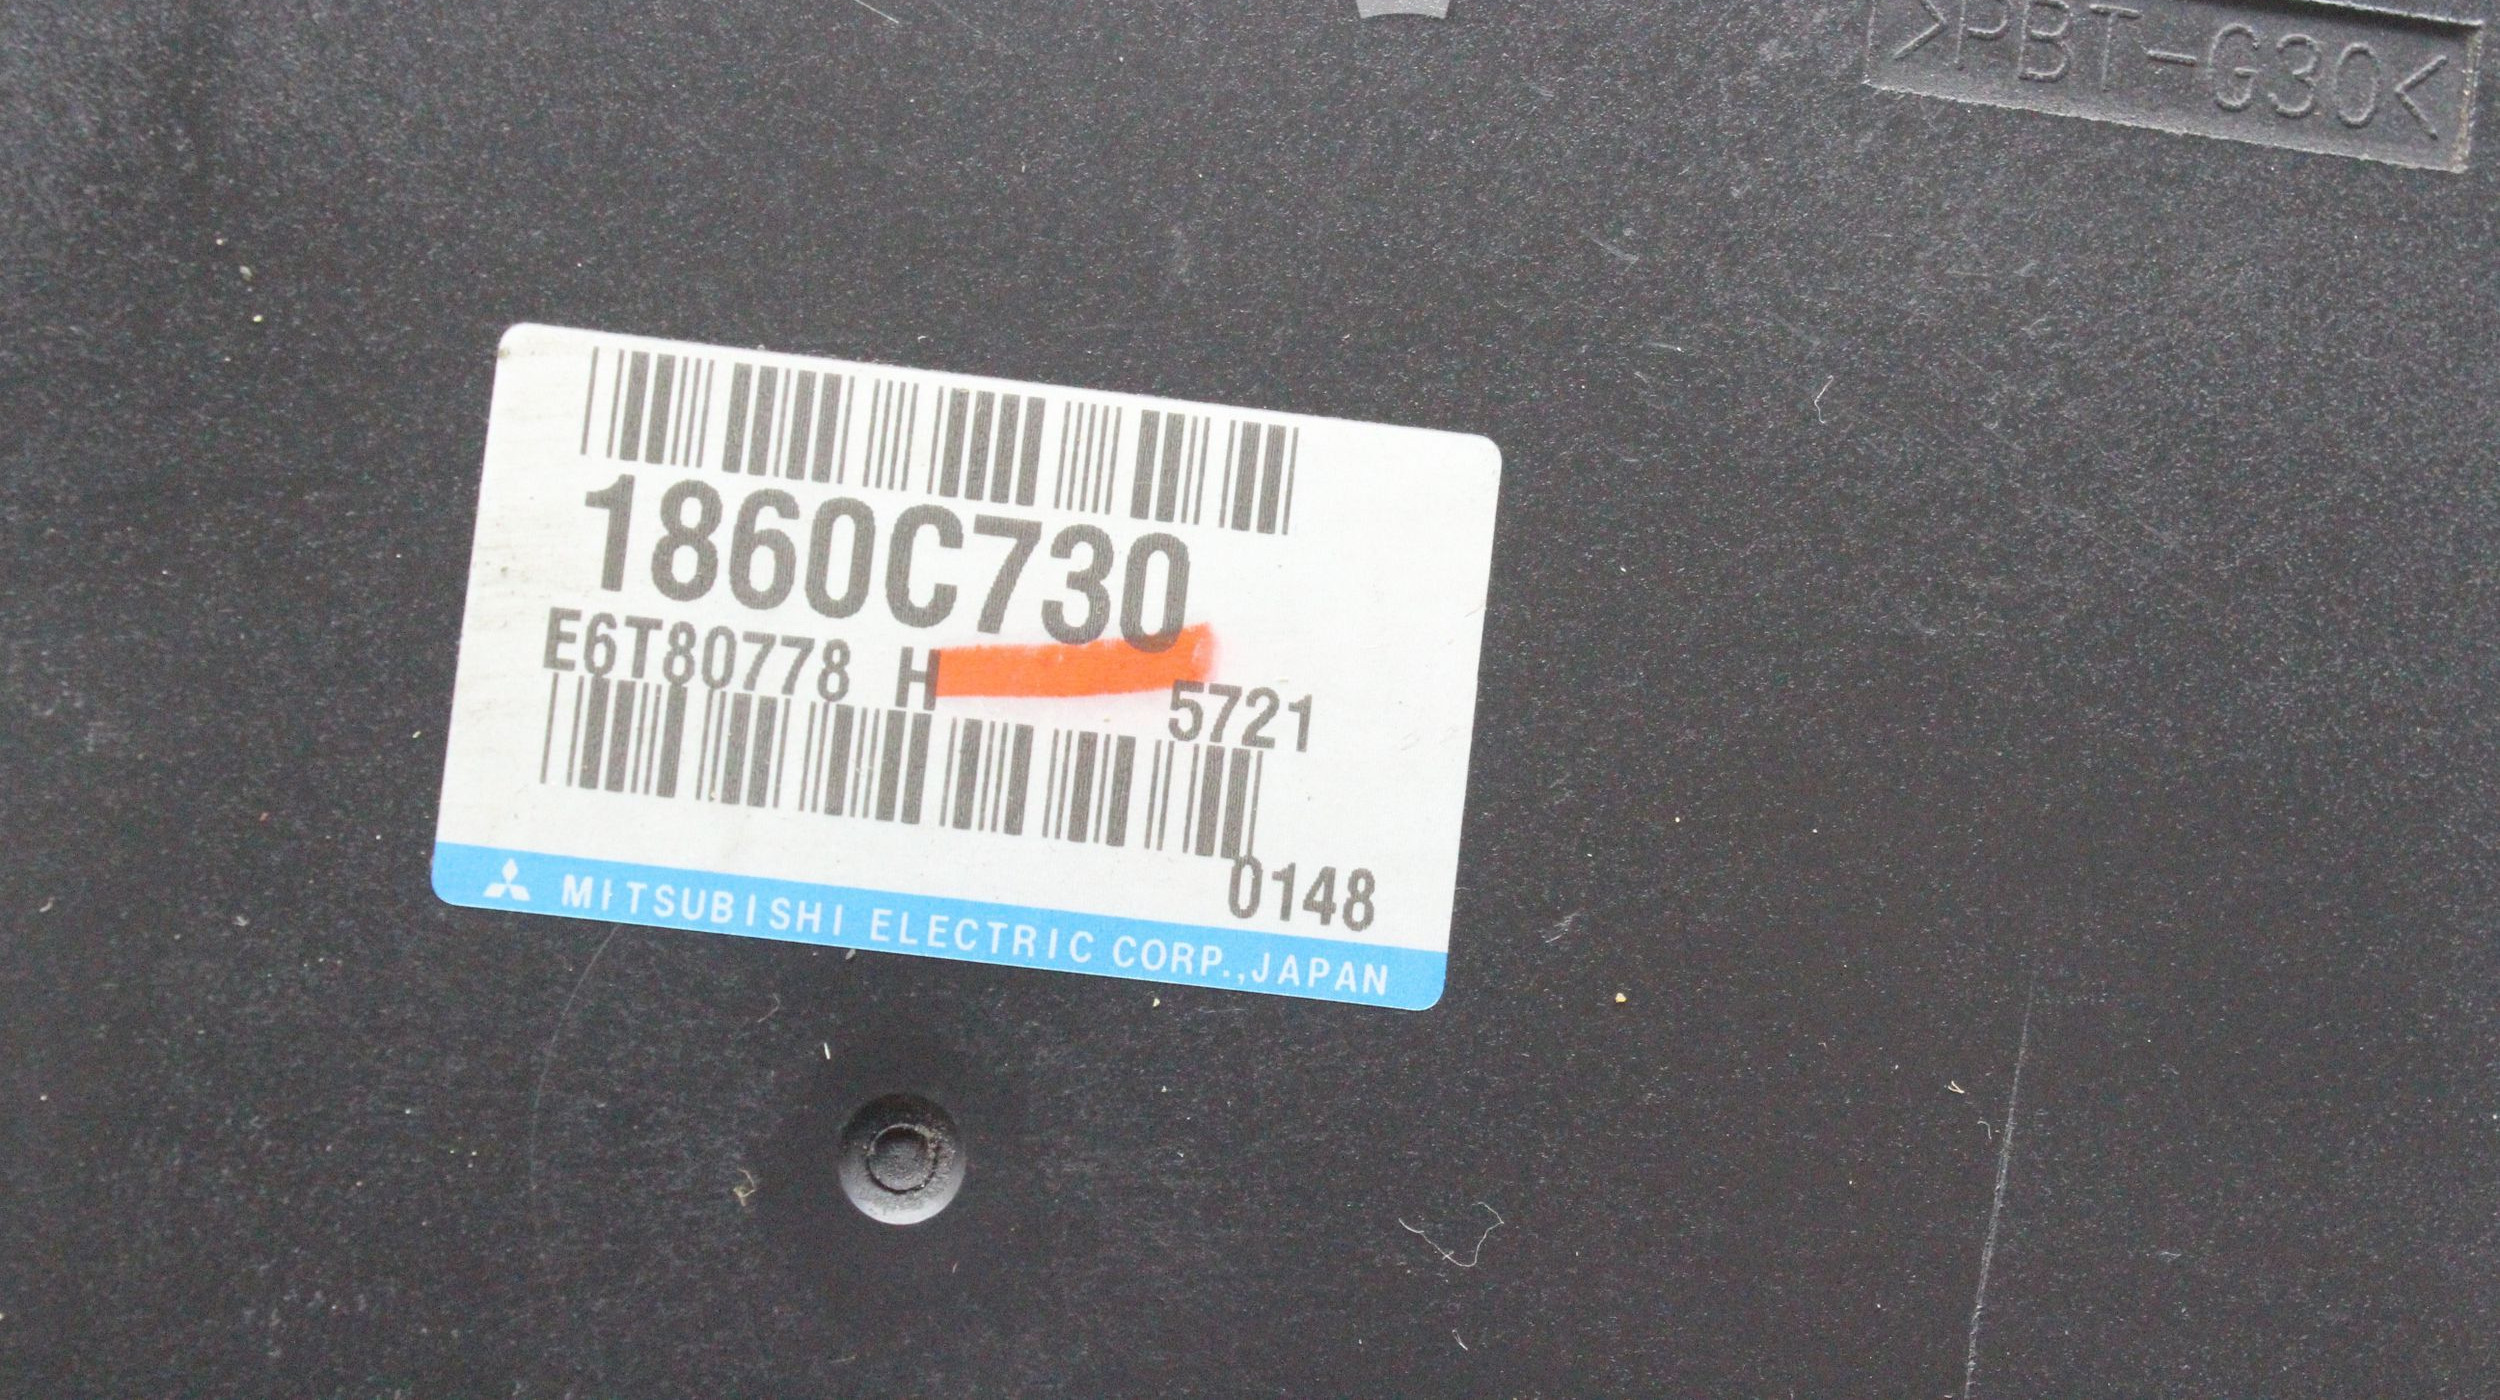 >PBT-G30<
1860C730
E6T80778 H
5721
0148
MITSUBISHI ELECTRIC CORP.,JAPAN